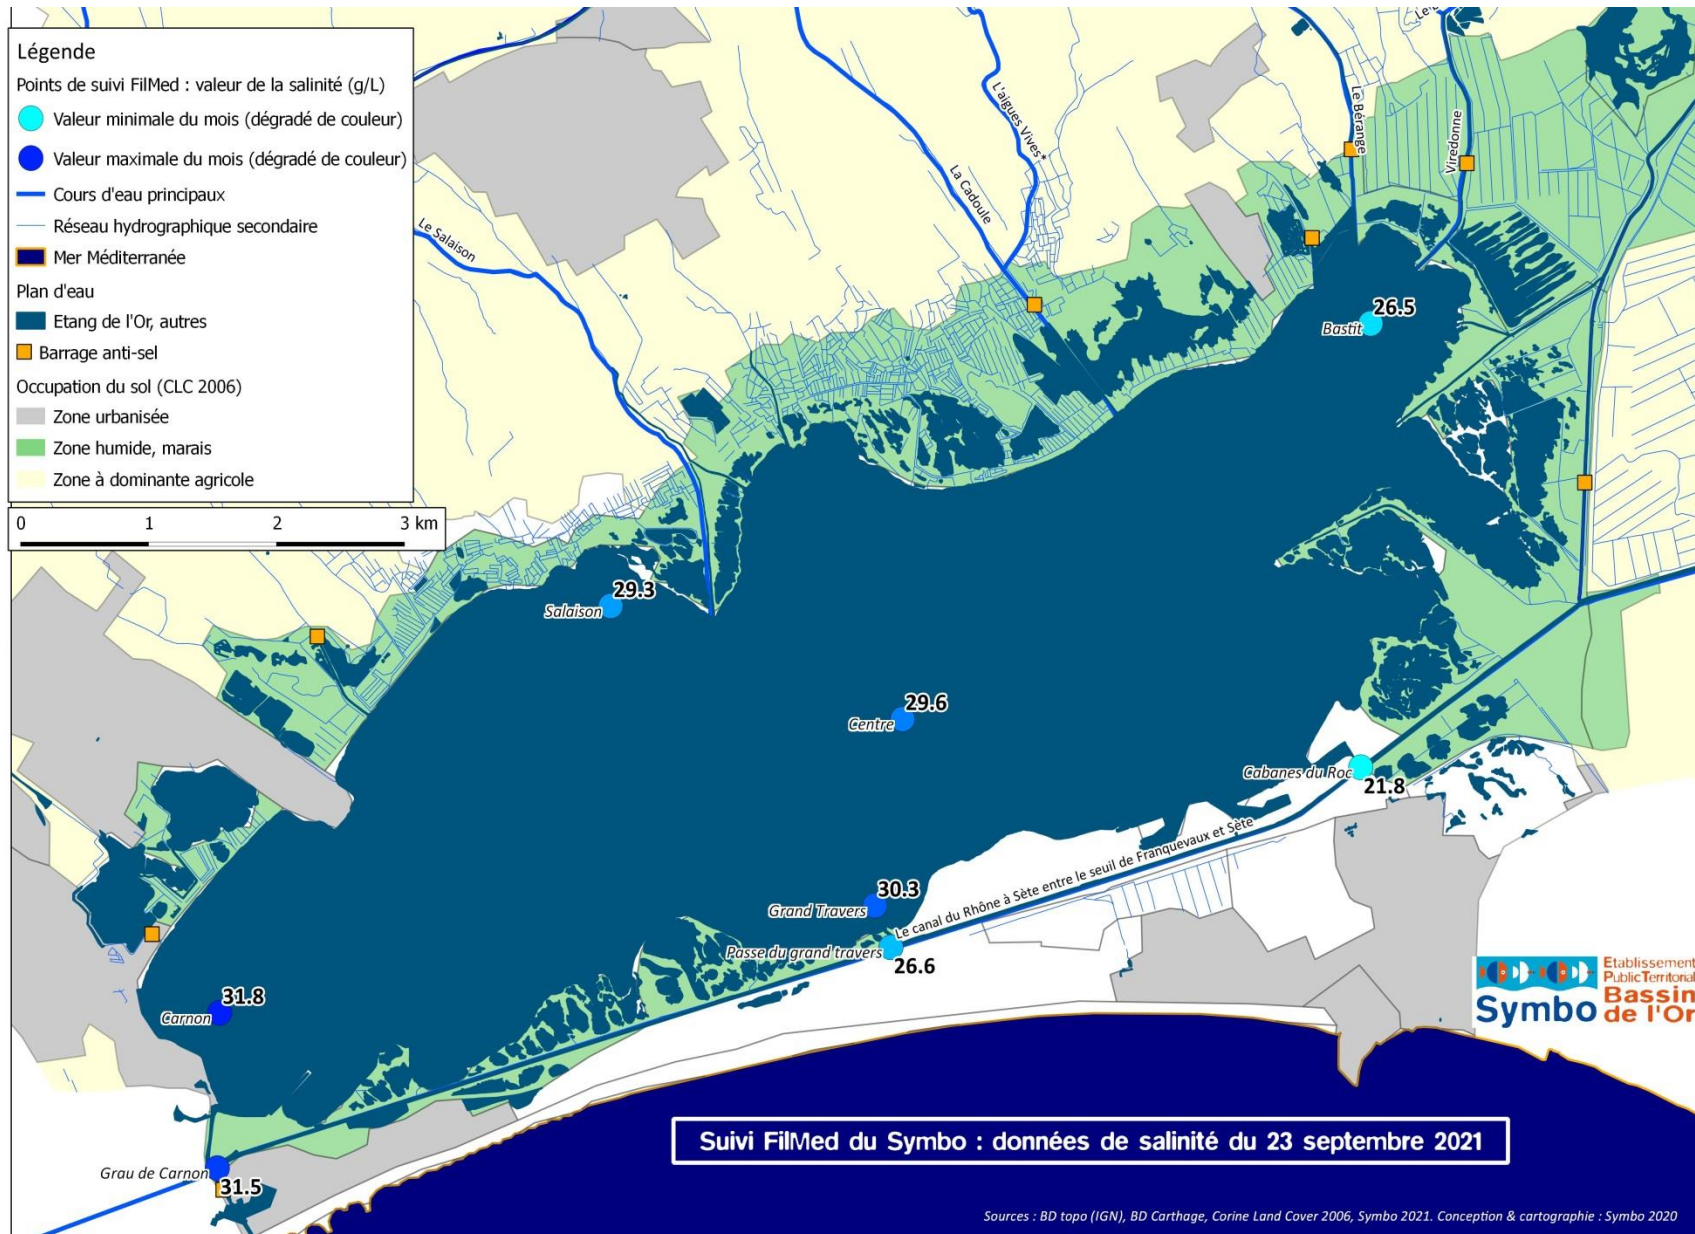 Légende
Points de suivi FilMed : valeur de la salinité (g/L)
Valeur minimale du mois (dégradé de couleur)
Valeur maximale du mois (dégradé de couleur)
Cours d'eau principaux
Réseau hydrographique secondaire
Mer Méditerranée
Plan d'eau
Etang de l'Or, autres
Barrage anti-sel
Occupation du sol (CLC 2006)
Zone urbanisée
Zone humide, marais
Zone à dominante agricole
0 1 2 3 km
Le Salaison
La Cadoule
L'aigues Vives*
Le Bérange
Viredonne
26.5
Bastit
29.3
Salaison
29.6
Centre
Cabanes du Roc
21.8
Le canal du Rhône à Sète entre le seuil de Franquevaux et Sète
30.3
Grand Travers
Passe du grand travers
26.6
31.8
Carnon
Grau de Carnon
31.5
Etablissement
Public Territorial
Bassin
de l'Or
Symbo
Suivi FilMed du Symbo : données de salinité du 23 septembre 2021
Sources : BD topo (IGN), BD Carthage, Corine Land Cover 2006, Symbo 2021. Conception & cartographie : Symbo 2020